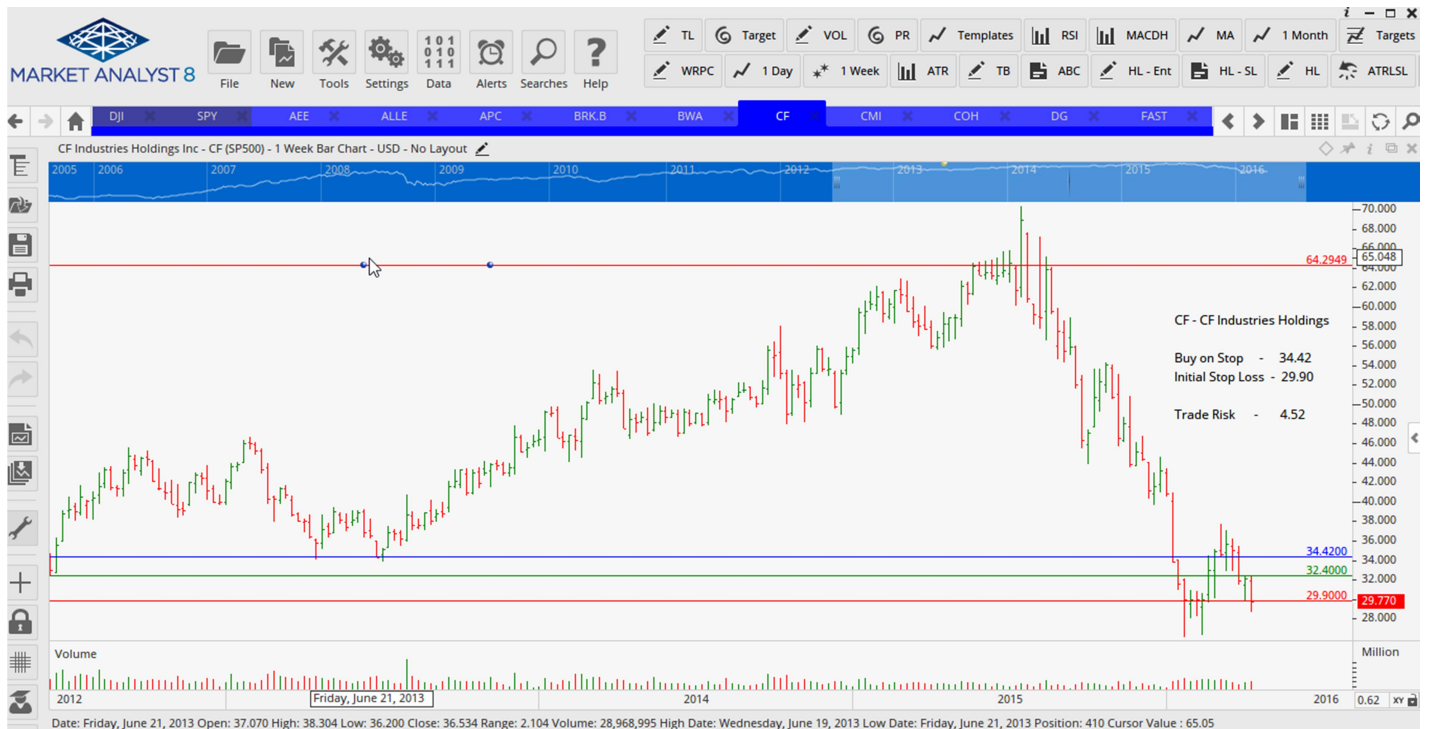 i
MARKET ANALYST 8
File New Tools Settings Data Alerts Searches Help
101
010
111
TL Target VOL PR Templates RSI MACDH MA 1 Month Targets
WRPC 1 Day 1 Week ATR TB ABC HL - Ent HL - SL HL ATRLSL
DJI SPY AEE ALLE APC BRK.B BWA CF CMI COH DG FAST
CF Industries Holdings Inc - CF (SP500) - 1 Week Bar Chart - USD - No Layout
2005 2006 2007 2008 2009 2010 2011 2012 2013 2014 2015 2016
70.000
68.000
66.000
64.2949
65.048
64.000
62.000
60.000
58.000
56.000
54.000
52.000
50.000
48.000
46.000
44.000
42.000
40.000
38.000
36.000
34.000
32.000
28.000
CF - CF Industries Holdings
Buy on Stop - 34.42
Initial Stop Loss - 29.90
Trade Risk - 4.52
34.4200
32.4000
29.9000
29.770
Volume
Million
2012 Friday, June 21, 2013 2014 2015 2016 0.62 XY
Date: Friday, June 21, 2013 Open: 37.070 High: 38.304 Low: 36.200 Close: 36.534 Range: 2.104 Volume: 28,968,995 High Date: Wednesday, June 19, 2013 Low Date: Friday, June 21, 2013 Position: 410 Cursor Value : 65.05